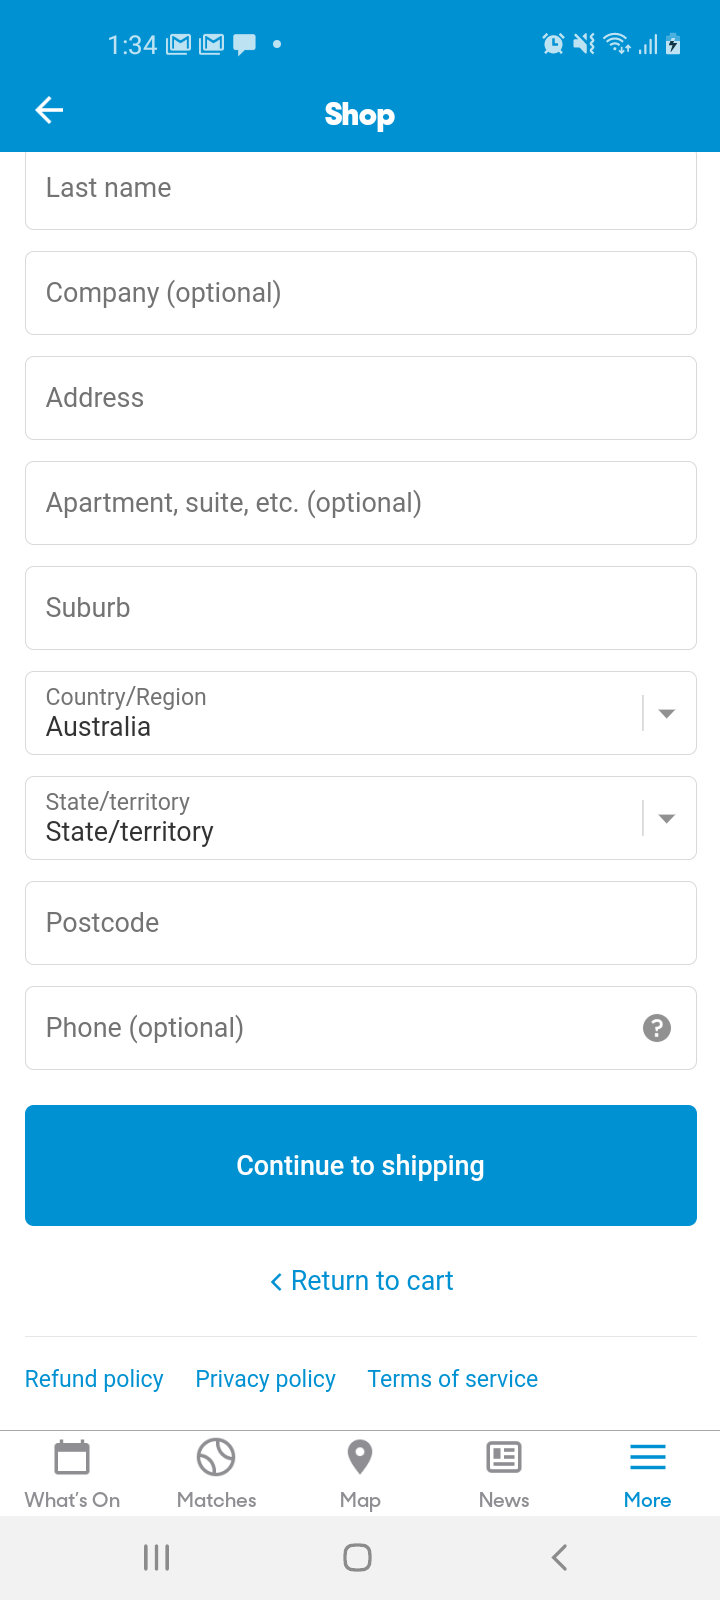 1:34
Shop
Last name
Company (optional)
Address
Apartment, suite, etc. (optional)
Suburb
Country/Region
Australia
State/territory
State/territory
Postcode
Phone (optional)
?
Continue to shipping
Return to cart
Refund policy Privacy policy Terms of service
What's On Matches Map News More